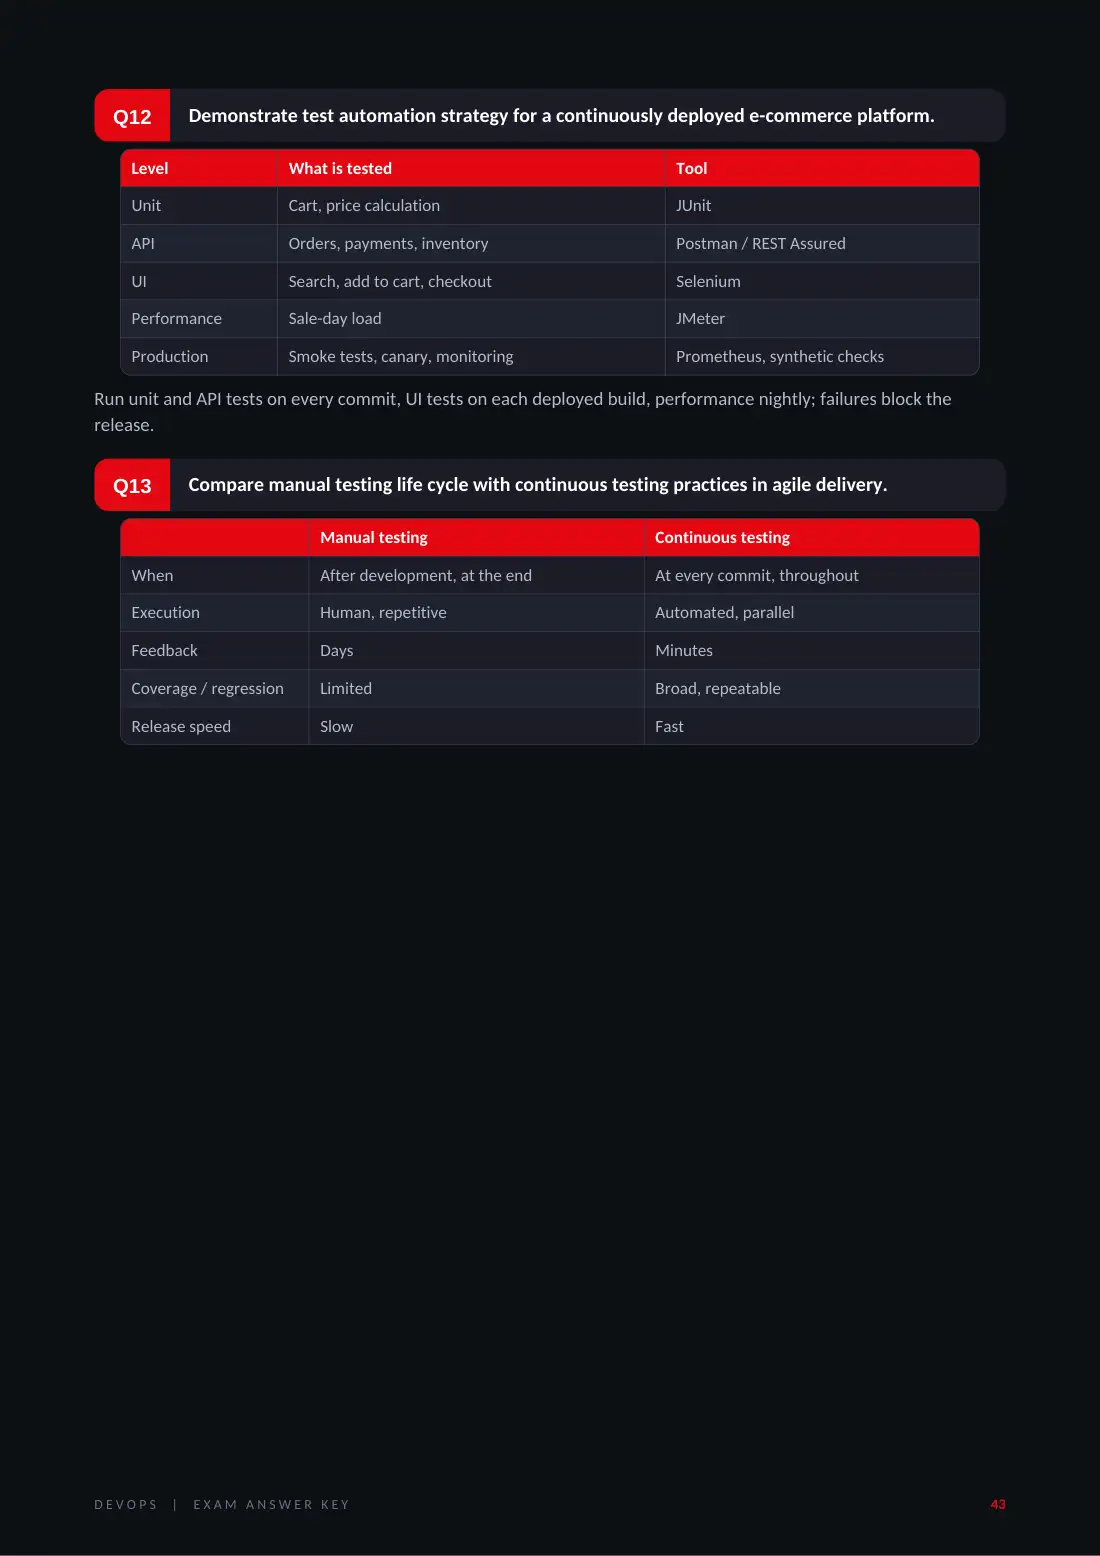 Q12 Demonstrate test automation strategy for a continuously deployed e-commerce platform.
Level What is tested Tool
Unit Cart, price calculation JUnit
API Orders, payments, inventory Postman / REST Assured
UI Search, add to cart, checkout Selenium
Performance Sale-day load JMeter
Production Smoke tests, canary, monitoring Prometheus, synthetic checks
Run unit and API tests on every commit, UI tests on each deployed build, performance nightly; failures block the
release.
Q13 Compare manual testing life cycle with continuous testing practices in agile delivery.
Manual testing Continuous testing
When After development, at the end At every commit, throughout
Execution Human, repetitive Automated, parallel
Feedback Days Minutes
Coverage / regression Limited Broad, repeatable
Release speed Slow Fast
DEVOPS | EXAM ANSWER KEY 43